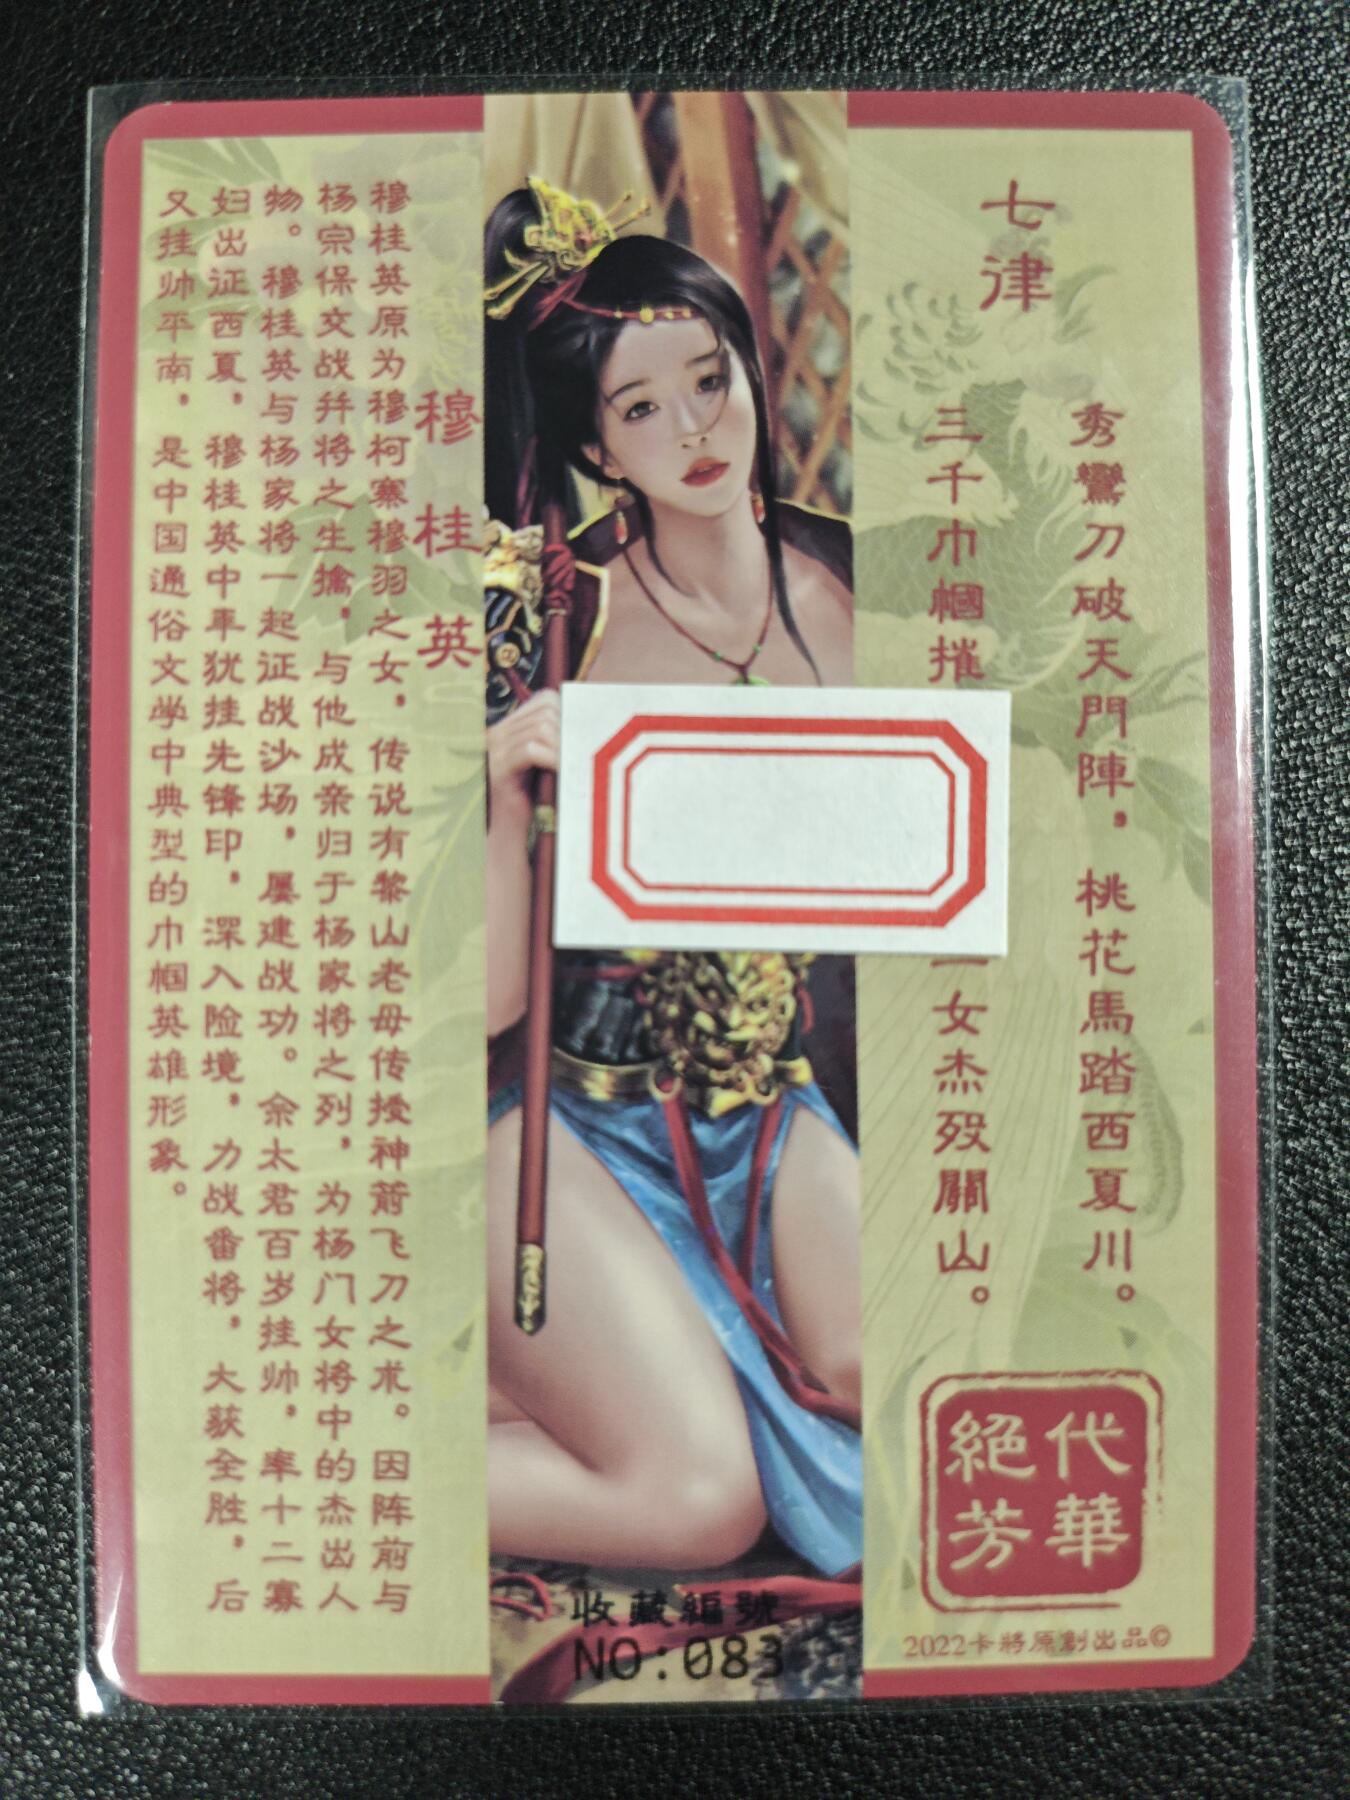 七律
秀鸞刀破天門陣，桃花馬踏西夏川。
三千巾幗摧
女杰歿關山。
代華
絕芳
2022卡將原創出品©
收藏編號
NO:083
穆桂英
穆桂英原为穆柯寨穆羽之女，传说有黎山老母传授神箭飞刀之术。因阵前与
杨宗保交战并将之生擒，与他成亲归于杨家将之列，为杨门女将中的杰出人
物。穆桂英与杨家将一起证战沙场，屡建战功。佘太君百岁挂帅，率十二寡
妇出证西夏，穆桂英中年犹挂先锋印，深入险境，力战番将，大获全胜，后
又挂帅平南，是中国通俗文学中典型的巾帼英雄形象。